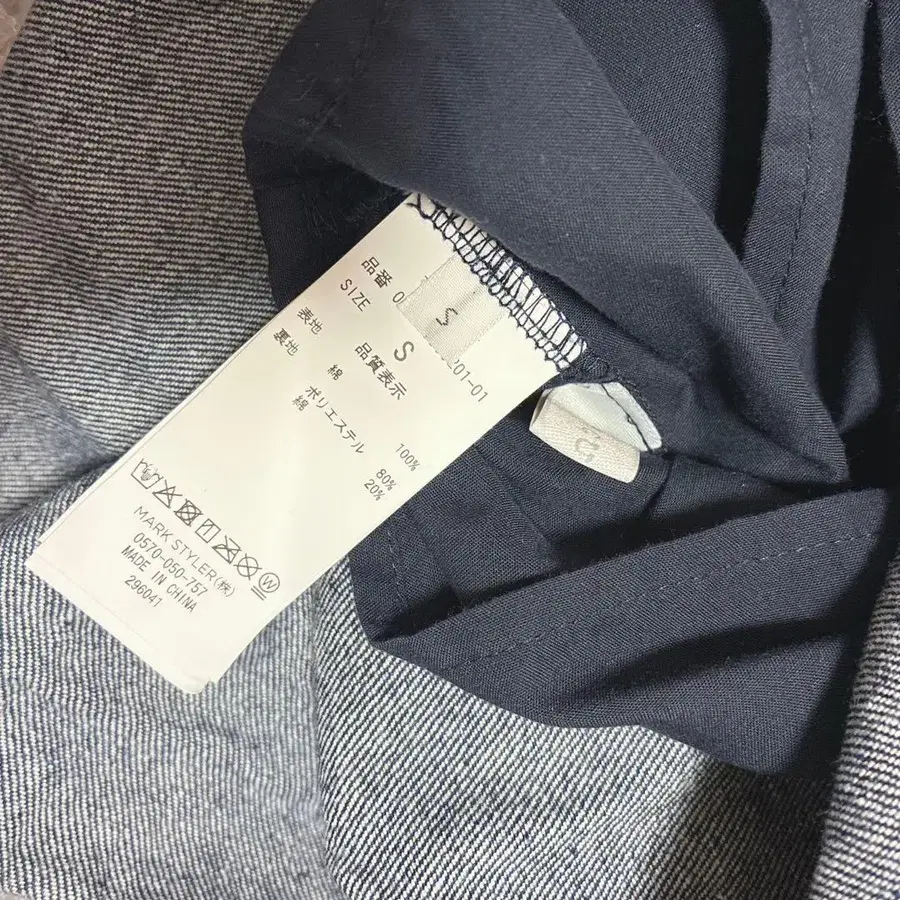 品番 0
201-01
SIZE S
S
品質表示
表地 綿 100%
裏地 ポリエステル 80%
綿 20%
MARK STYLER(株)
0570-050-757
MADE IN CHINA
296041